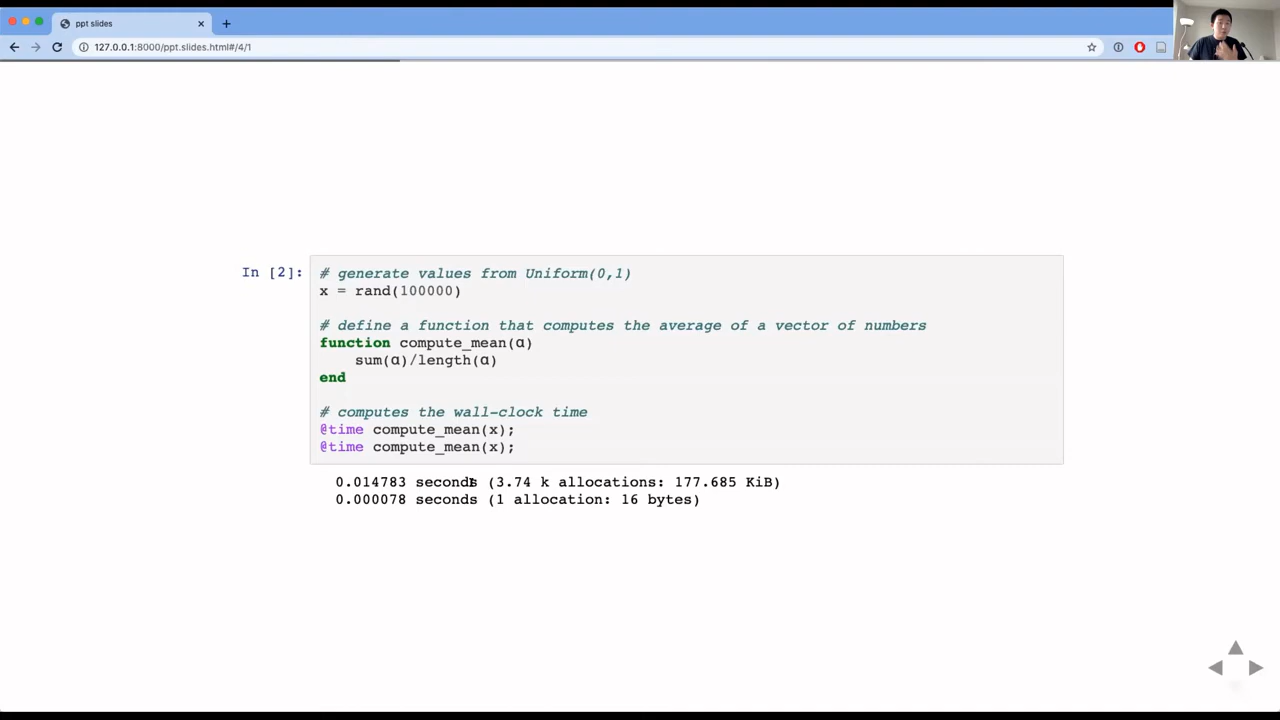 ppt slides
127.0.0.1:8000/ppt.slides.html#/4/1
In [2]:
# generate values from Uniform(0,1)
x = rand(100000)
# define a function that computes the average of a vector of numbers
function compute_mean(α)
sum(α)/length(α)
end
# computes the wall-clock time
@time compute_mean(x);
@time compute_mean(x);
0.014783 seconds (3.74 k allocations: 177.685 KiB)
0.000078 seconds (1 allocation: 16 bytes)